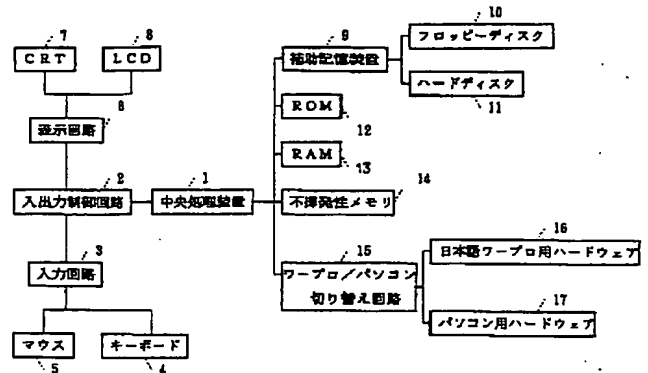 10
7
8
9
フロッピーディスク
CRT
LCD
補助記憶装置
ハードディスク
6
11
ROM
表示回路
12
RAM
13
2
1
14
入出力制御回路
中央処理装置
不揮発性メモリ
3
15
16
入力回路
ワープロ/パソコン
切り替え回路
日本語ワープロ用ハードウェア
17
パソコン用ハードウェア
マウス
キーボード
5
4